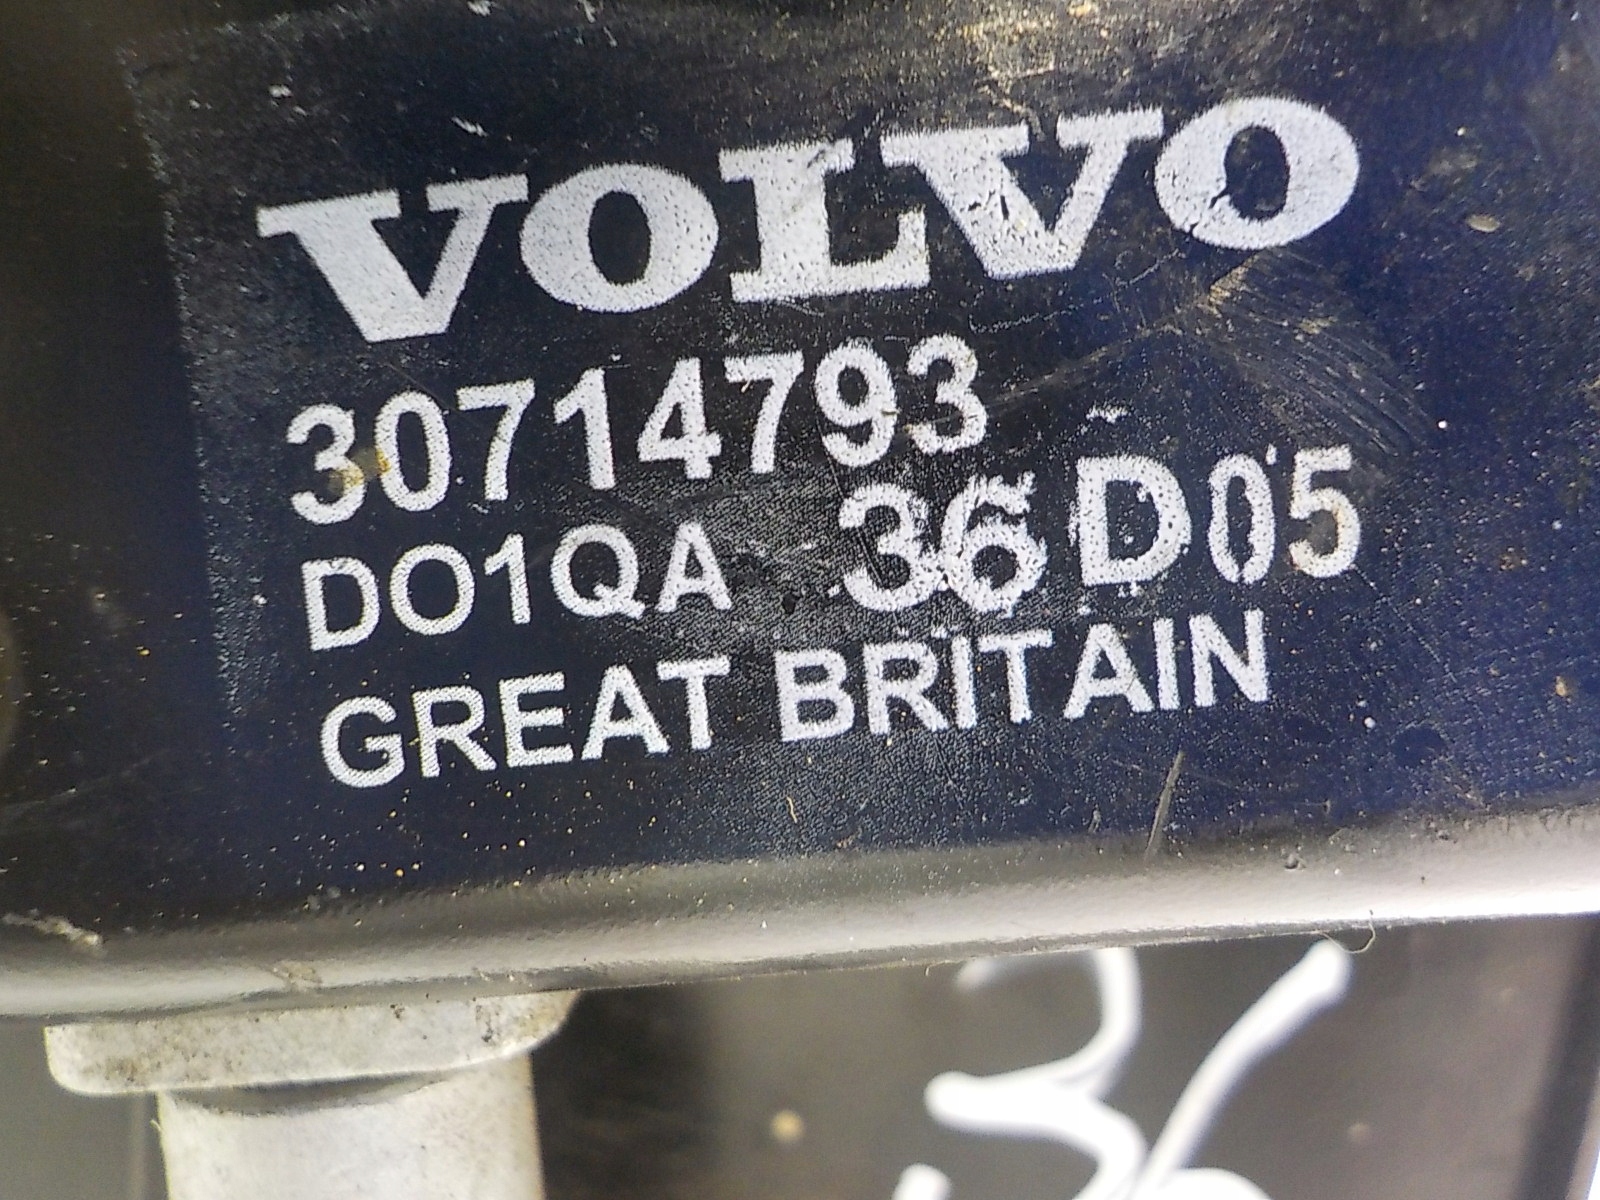 VOLVO
30714793
DO1QA 36D05
GREAT BRITAIN